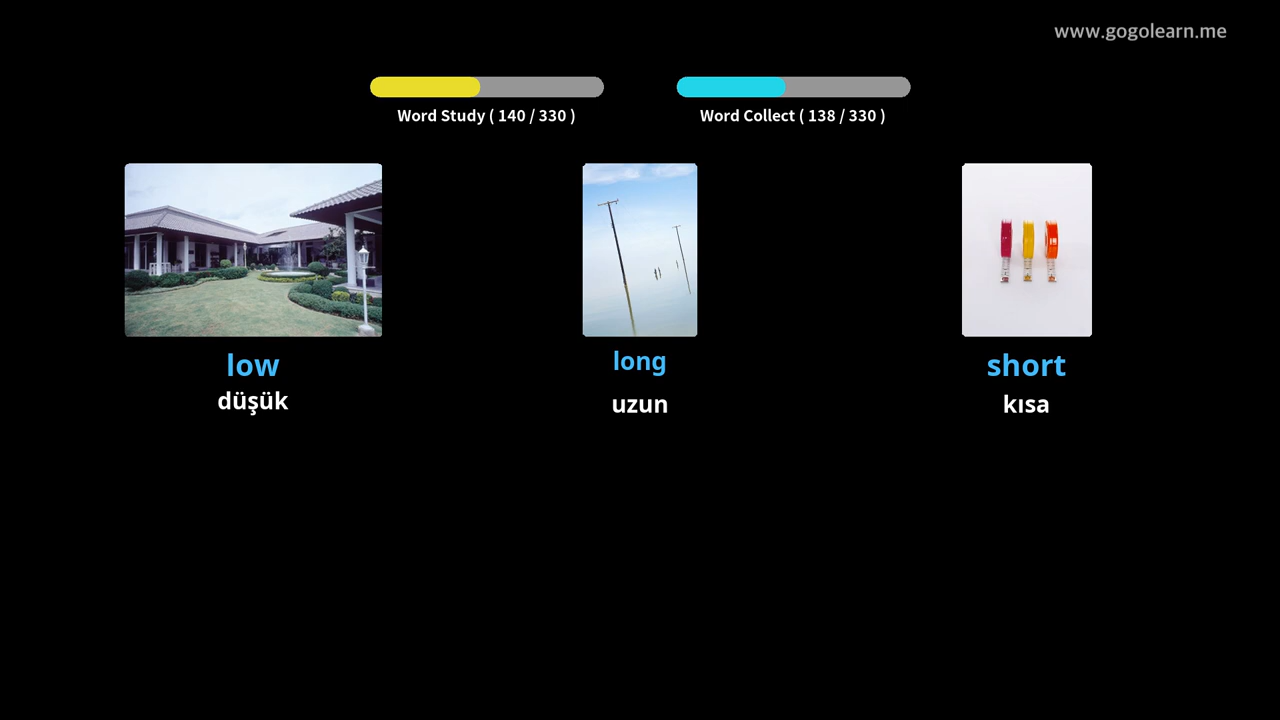 www.gogolearn.me
Word Study ( 140 / 330 )
Word Collect ( 138 / 330 )
low
düşük
long
uzun
short
kısa